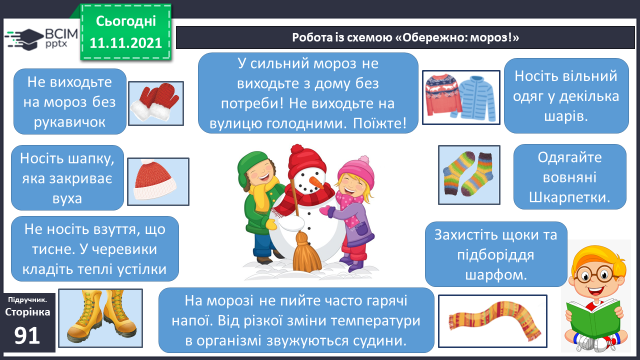 ВСІМ
pptx
Сьогодні
11.11.2021
Робота із схемою «Обережно: мороз!»
Не виходьте
на мороз без
рукавичок
У сильний мороз не
виходьте з дому без
потреби! Не виходьте на
вулицю голодними. Поїжте!
Носіть вільний
одяг у декілька
шарів.
Носіть шапку,
яка закриває
вуха
Одягайте
вовняні
Шкарпетки.
Не носіть взуття, що
тисне. У черевики
кладіть теплі устілки
Захистіть щоки та
підборіддя
шарфом.
Підручник.
Сторінка
91
На морозі не пийте часто гарячі
напої. Від різкої зміни температури
в організмі звужуються судини.